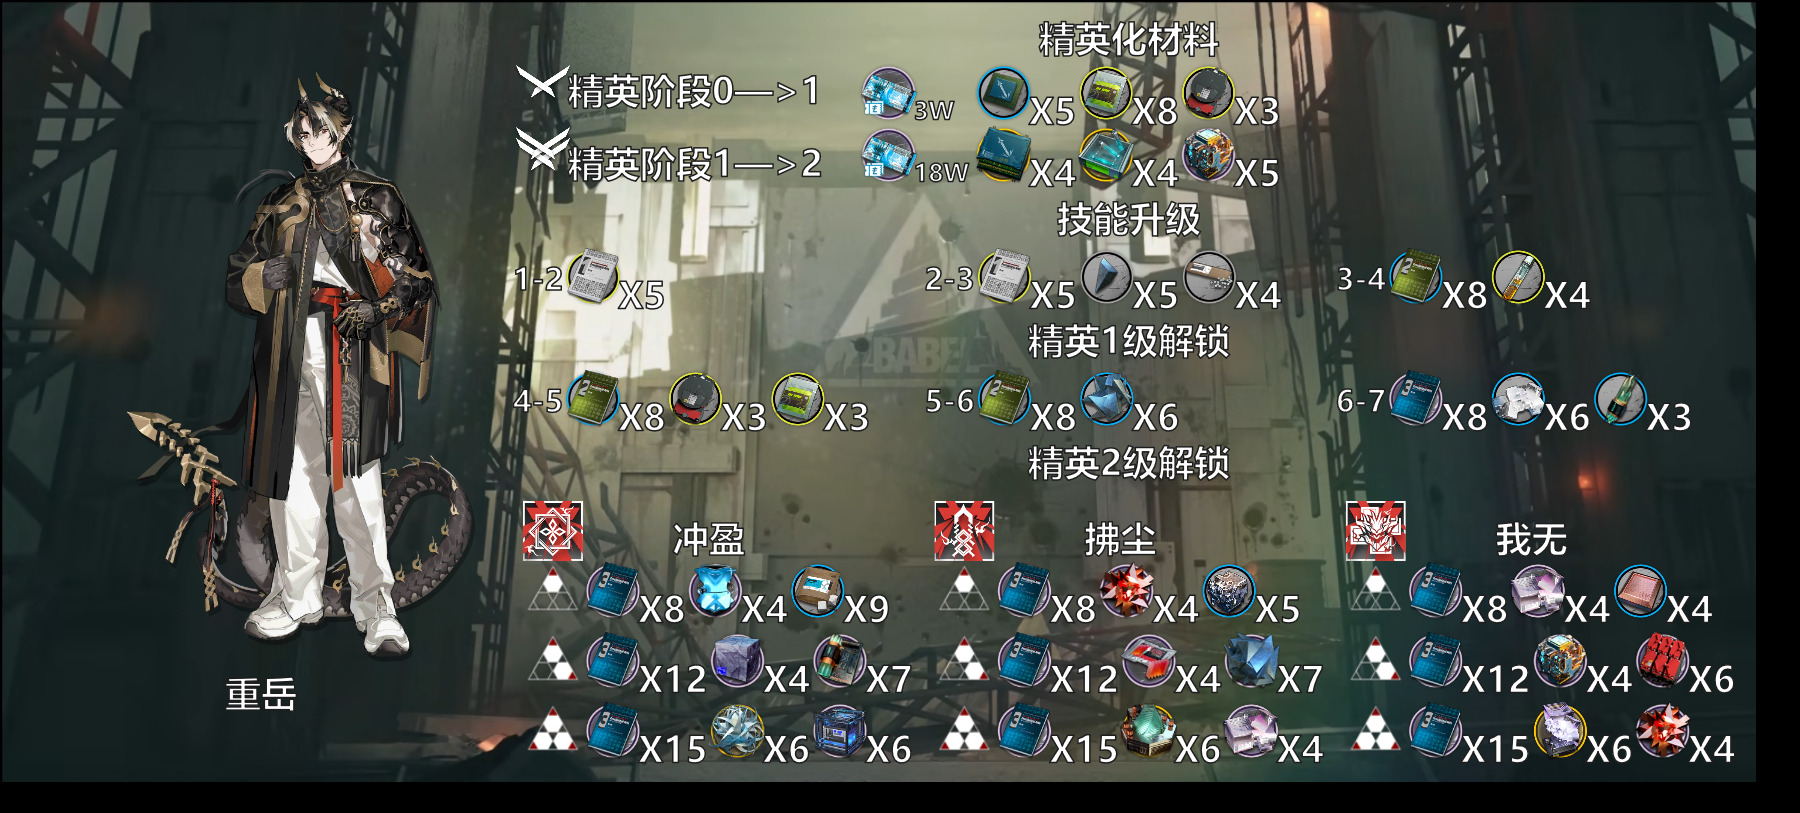 精英化材料
精英阶段0—>1 3W X5 X8 X3
精英阶段1—>2 18W X4 X4 X5
技能升级
1-2 X5 2-3 X5 X5 X4 3-4 X8 X4
精英1级解锁
4-5 X8 X3 X3 5-6 X8 X6 6-7 X8 X6 X3
BABEL
精英2级解锁
冲盈 拂尘 我无
X8 X4 X9 X8 X4 X5 X8 X4 X4
X12 X4 X7 X12 X4 X7 X12 X4 X6
X15 X6 X6 X15 X6 X4 X15 X6 X4
重岳